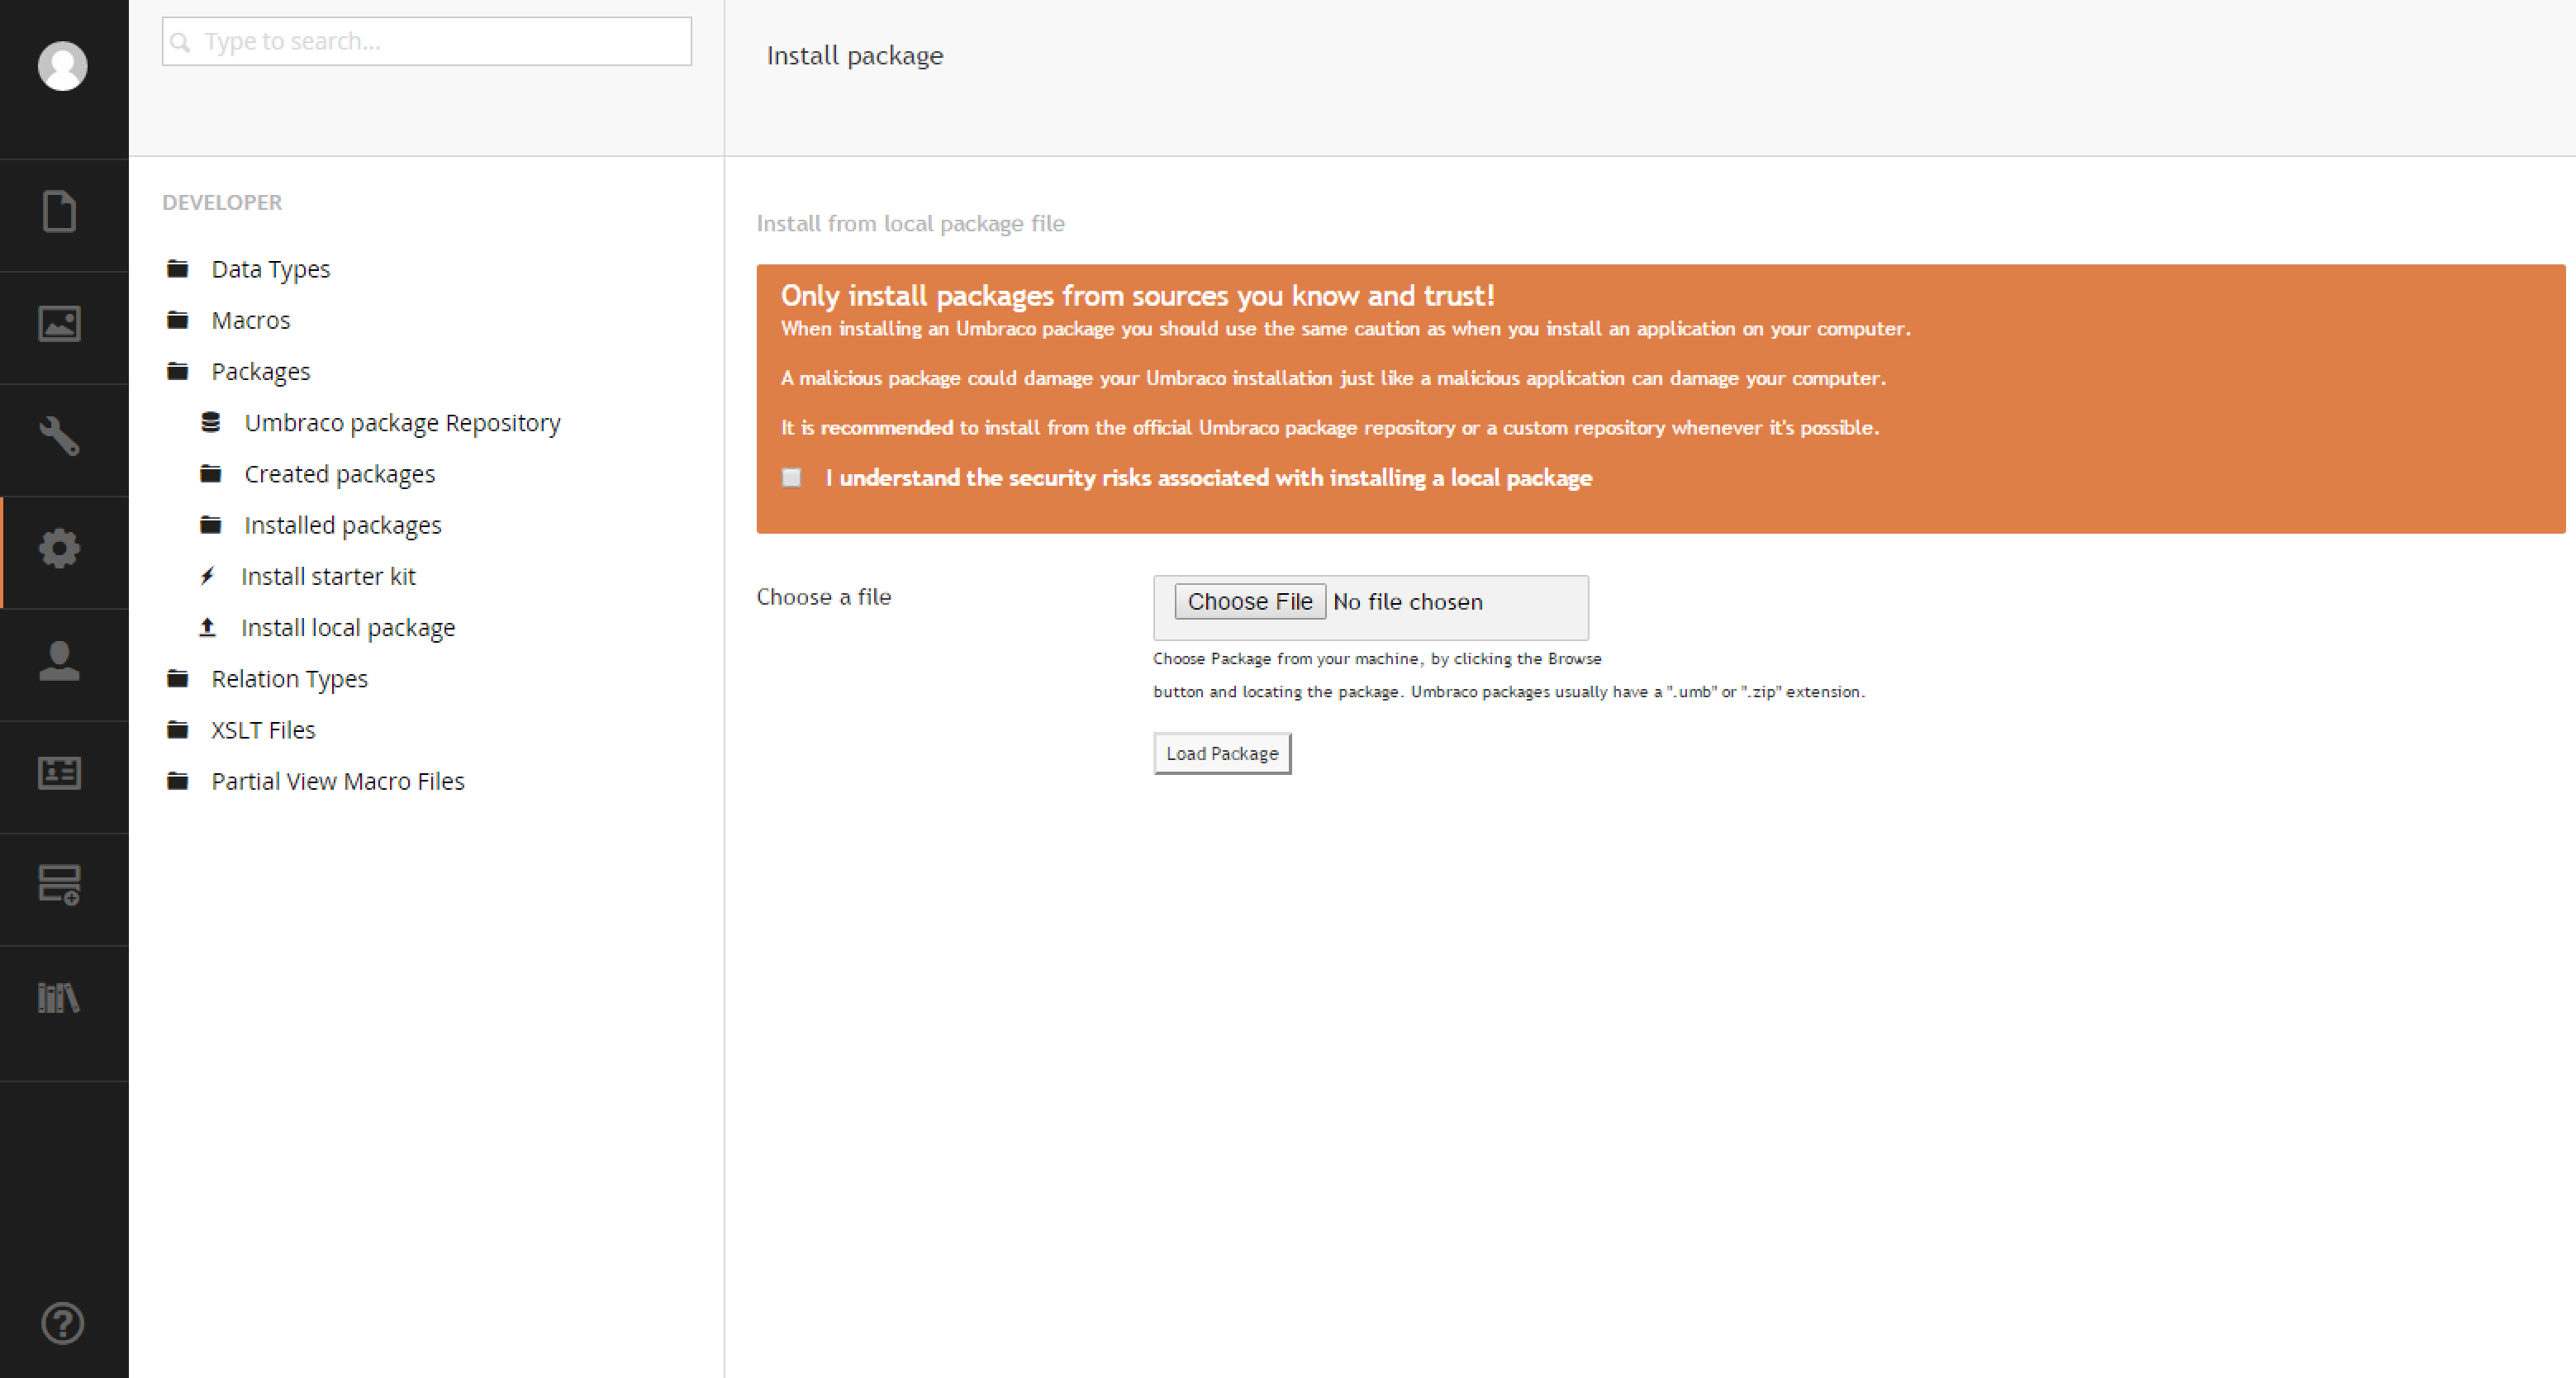 Type to search...
Install package
DEVELOPER
Data Types
Macros
Packages
Umbraco package Repository
Created packages
Installed packages
Install starter kit
Install local package
Relation Types
XSLT Files
Partial View Macro Files
Install from local package file
Only install packages from sources you know and trust!
When installing an Umbraco package you should use the same caution as when you install an application on your computer.
A malicious package could damage your Umbraco installation just like a malicious application can damage your computer.
It is recommended to install from the official Umbraco package repository or a custom repository whenever it's possible.
I understand the security risks associated with installing a local package
Choose a file
Choose File No file chosen
Choose Package from your machine, by clicking the Browse
button and locating the package. Umbraco packages usually have a ".umb" or ".zip" extension.
Load Package